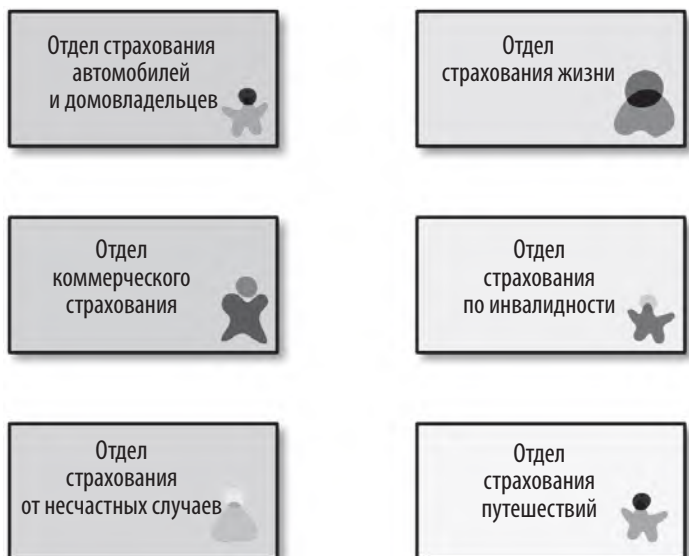 Отдел страхования
автомобилей
и домовладельцев
Отдел
страхования жизни
Отдел
коммерческого
страхования
Отдел
страхования
по инвалидности
Отдел
страхования
от несчастных случаев
Отдел
страхования
путешествий